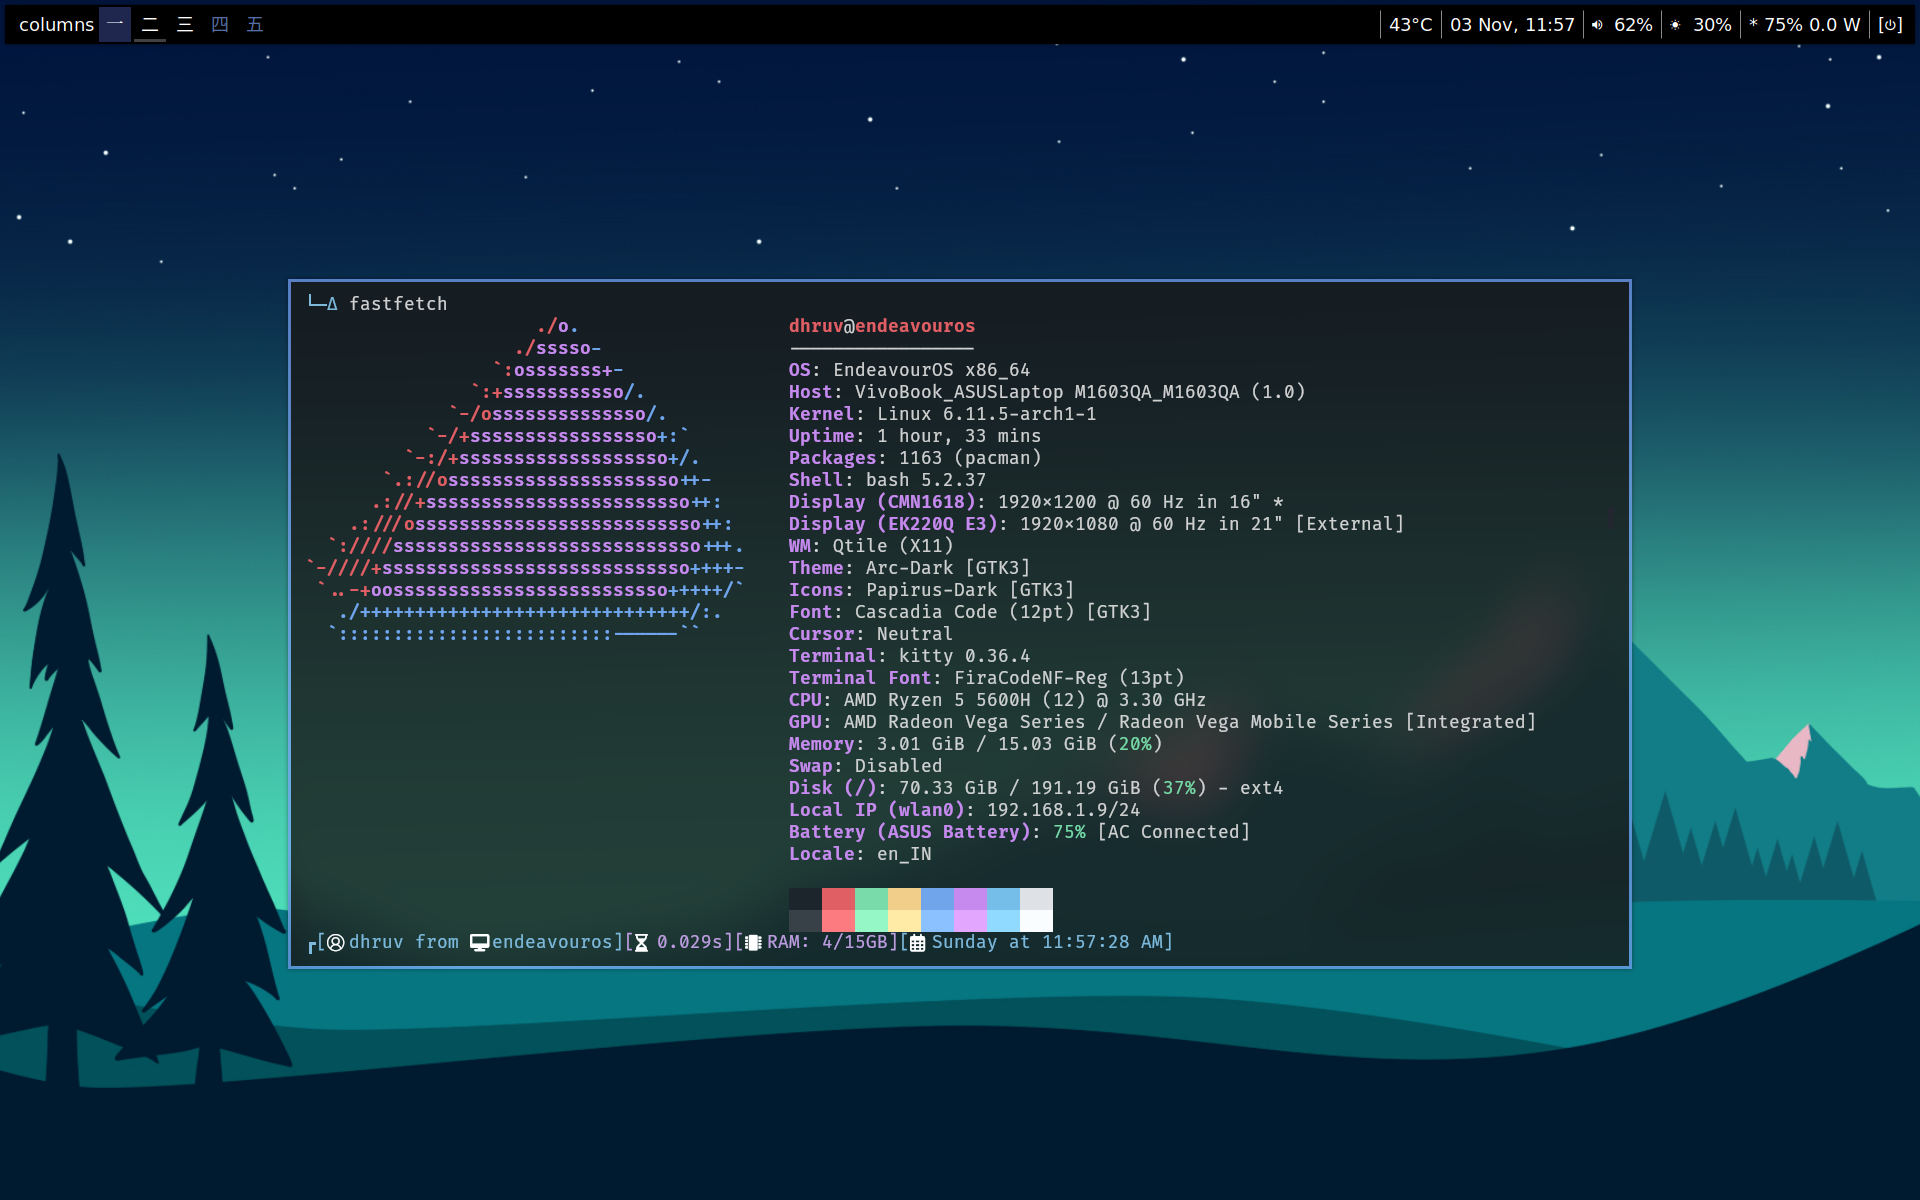 columns 一 二 三 四 五 43°C 03 Nov, 11:57 62% 30% * 75% 0.0 W [⏻]
└─Δ fastfetch
./o.
./sssso-
`:osssssss+-
`:+sssssssssso/.
`-/ossssssssssssso/.
`-/+sssssssssssssssso+:`
`-:/+sssssssssssssssssso+/.
`.://osssssssssssssssssssso++-
.://+ssssssssssssssssssssssso++:
.:///ossssssssssssssssssssssssso++:
`:////ssssssssssssssssssssssssssso+++.
`-////+ssssssssssssssssssssssssssso++++-
`..-+oosssssssssssssssssssssssso+++++/`
./++++++++++++++++++++++++++++++/:.
`:::::::::::::::::::::::::------``
dhruv@endeavouros
-----------------
OS: EndeavourOS x86_64
Host: VivoBook_ASUSLaptop M1603QA_M1603QA (1.0)
Kernel: Linux 6.11.5-arch1-1
Uptime: 1 hour, 33 mins
Packages: 1163 (pacman)
Shell: bash 5.2.37
Display (CMN1618): 1920×1200 @ 60 Hz in 16" *
Display (EK220Q E3): 1920×1080 @ 60 Hz in 21" [External]
WM: Qtile (X11)
Theme: Arc-Dark [GTK3]
Icons: Papirus-Dark [GTK3]
Font: Cascadia Code (12pt) [GTK3]
Cursor: Neutral
Terminal: kitty 0.36.4
Terminal Font: FiraCodeNF-Reg (13pt)
CPU: AMD Ryzen 5 5600H (12) @ 3.30 GHz
GPU: AMD Radeon Vega Series / Radeon Vega Mobile Series [Integrated]
Memory: 3.01 GiB / 15.03 GiB (20%)
Swap: Disabled
Disk (/): 70.33 GiB / 191.19 GiB (37%) - ext4
Local IP (wlan0): 192.168.1.9/24
Battery (ASUS Battery): 75% [AC Connected]
Locale: en_IN
┌[dhruv from endeavouros][0.029s][RAM: 4/15GB][Sunday at 11:57:28 AM]